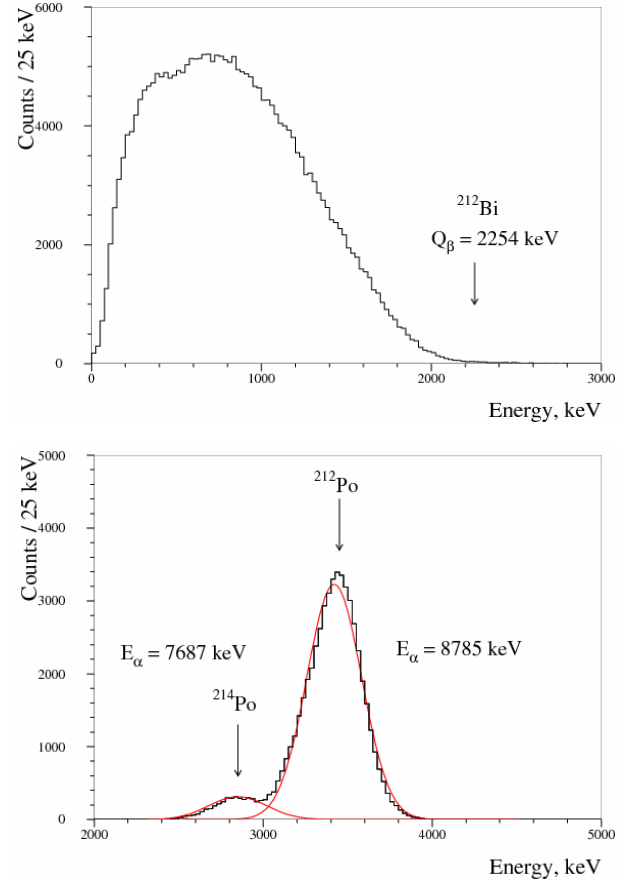 Counts / 25 keV
6000
4000
2000
0
²¹²Bi
Qᵦ = 2254 keV
0 1000 2000 3000
Energy, keV
Counts / 25 keV
5000
4000
3000
2000
1000
0
²¹²Po
E_α = 7687 keV
E_α = 8785 keV
²¹⁴Po
2000 3000 4000 5000
Energy, keV